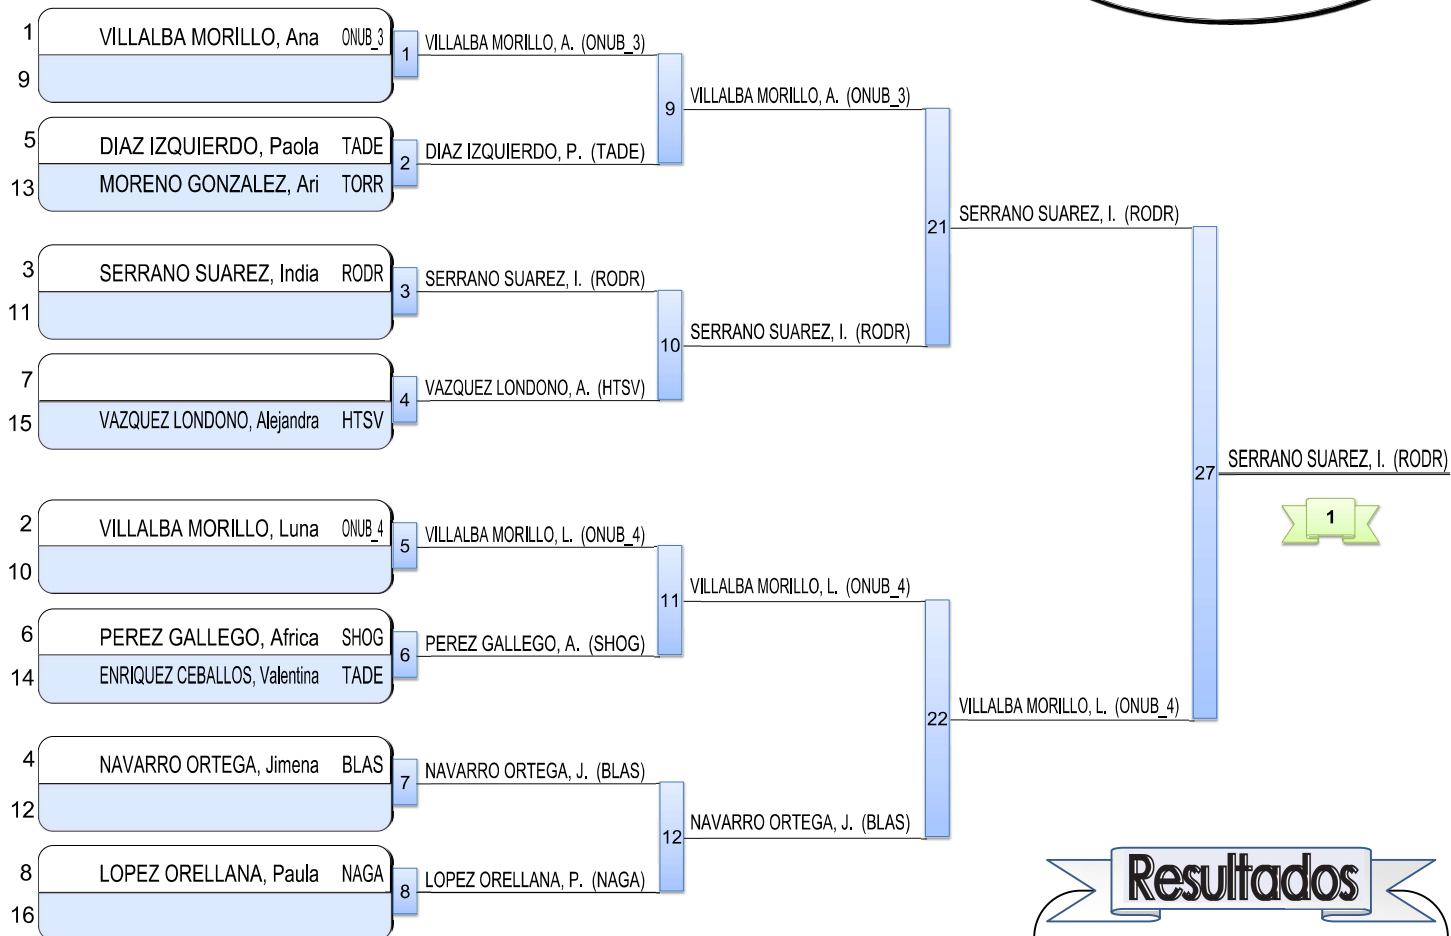 1 VILLALBA MORILLO, Ana ONUB_3
9
1
VILLALBA MORILLO, A. (ONUB_3)
5 DIAZ IZQUIERDO, Paola TADE
13 MORENO GONZALEZ, Ari TORR
2
DIAZ IZQUIERDO, P. (TADE)
9
VILLALBA MORILLO, A. (ONUB_3)
3 SERRANO SUAREZ, India RODR
11
3
SERRANO SUAREZ, I. (RODR)
7
15 VAZQUEZ LONDONO, Alejandra HTSV
4
VAZQUEZ LONDONO, A. (HTSV)
10
SERRANO SUAREZ, I. (RODR)
21
SERRANO SUAREZ, I. (RODR)
2 VILLALBA MORILLO, Luna ONUB_4
10
5
VILLALBA MORILLO, L. (ONUB_4)
6 PEREZ GALLEGO, Africa SHOG
14 ENRIQUEZ CEBALLOS, Valentina TADE
6
PEREZ GALLEGO, A. (SHOG)
11
VILLALBA MORILLO, L. (ONUB_4)
4 NAVARRO ORTEGA, Jimena BLAS
12
7
NAVARRO ORTEGA, J. (BLAS)
8 LOPEZ ORELLANA, Paula NAGA
16
8
LOPEZ ORELLANA, P. (NAGA)
12
NAVARRO ORTEGA, J. (BLAS)
22
VILLALBA MORILLO, L. (ONUB_4)
27
SERRANO SUAREZ, I. (RODR)
1
Resultados